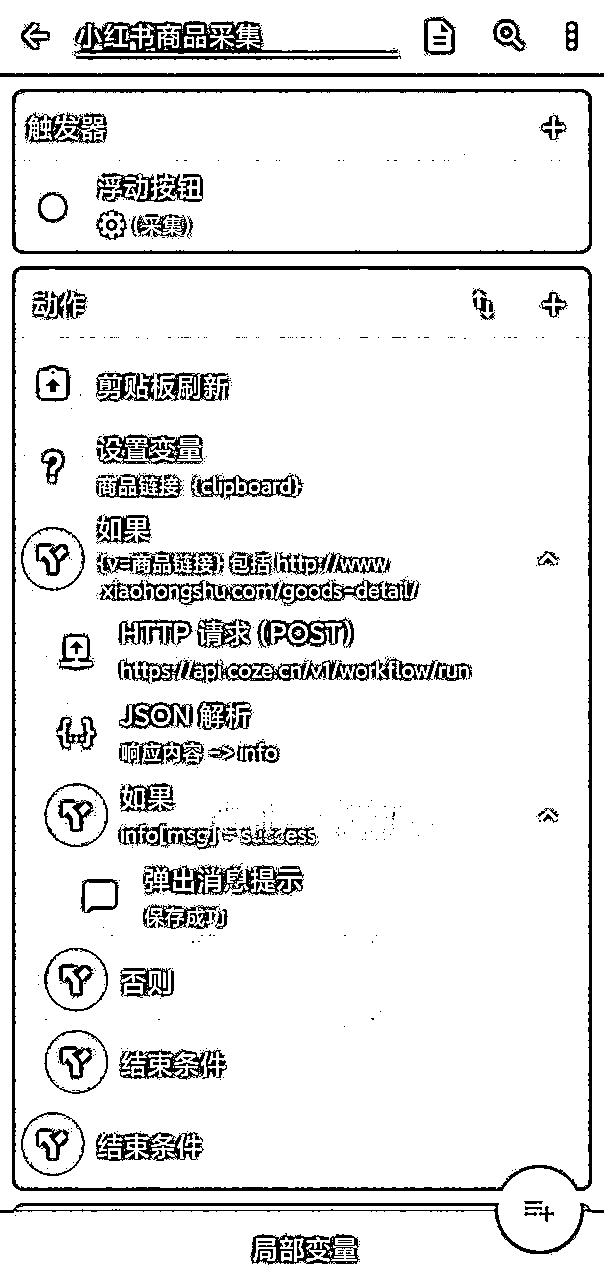 小红书商品采集
触发器
浮动按钮
(采集)
动作
剪贴板刷新
设置变量
商品链接 {clipboard}
如果
{v=商品链接} 包括 http://www
.xiaohongshu.com/goods-detail/
HTTP 请求 (POST)
https://api.coze.cn/v1/workflow/run
JSON 解析
响应内容 => info
如果
info[msg] = success
弹出消息提示
保存成功
否则
结束条件
结束条件
局部变量